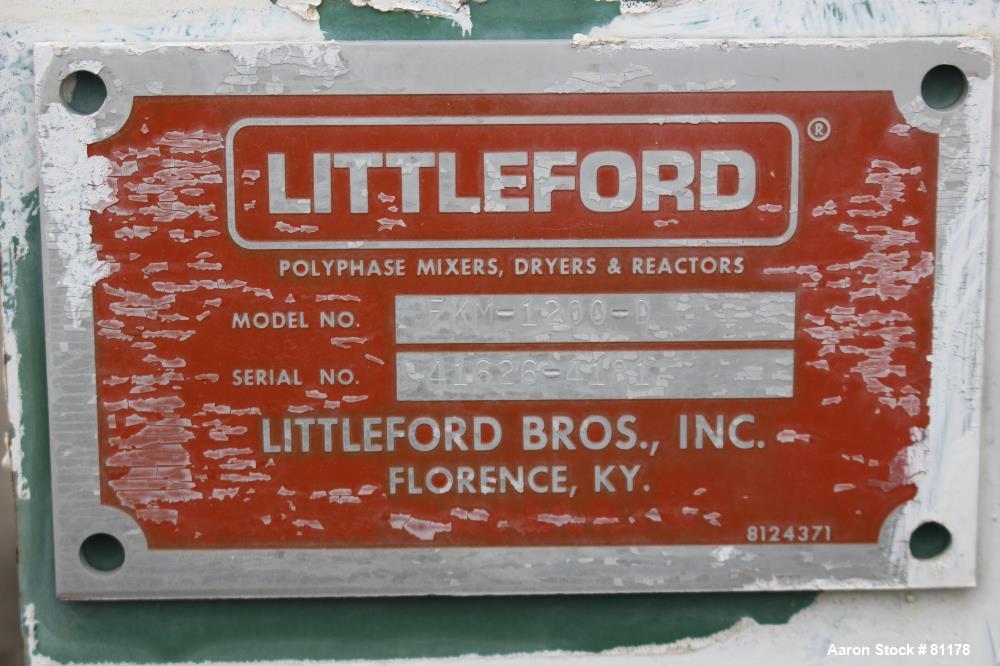 LITTLEFORD ®
POLYPHASE MIXERS, DRYERS & REACTORS
MODEL NO. FKM-1200-D
SERIAL NO.
LITTLEFORD BROS., INC.
FLORENCE, KY.
8124371
Aaron Stock # 81178